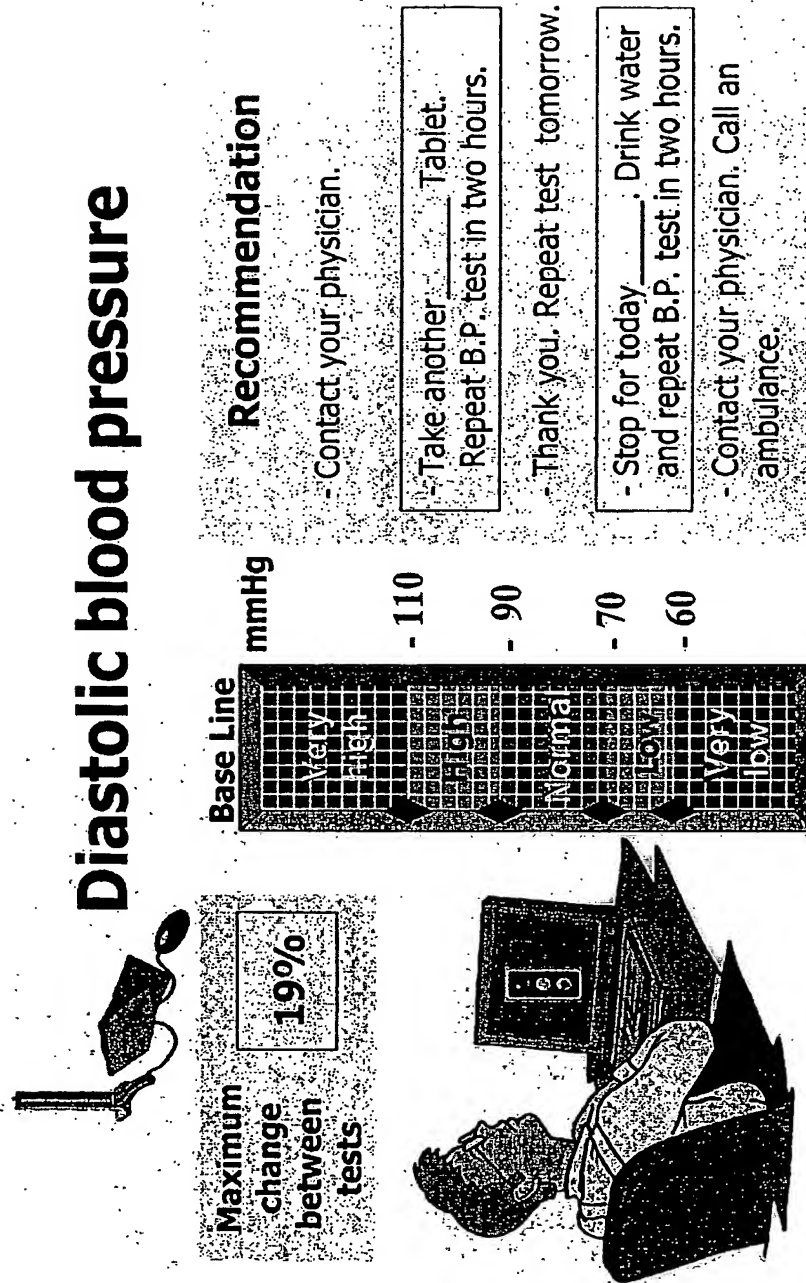 Diastolic blood pressure
Maximum
change
between
tests
19%
Base Line
mmHg
Very
high
High
Normal
Low
Very
low
- 110
- 90
- 70
- 60
Recommendation
- Contact your physician.
- Take another _____ Tablet.
Repeat B.P. test in two hours.
- Thank you. Repeat test tomorrow.
- Stop for today _____. Drink water
and repeat B.P. test in two hours.
- Contact your physician. Call an
ambulance.